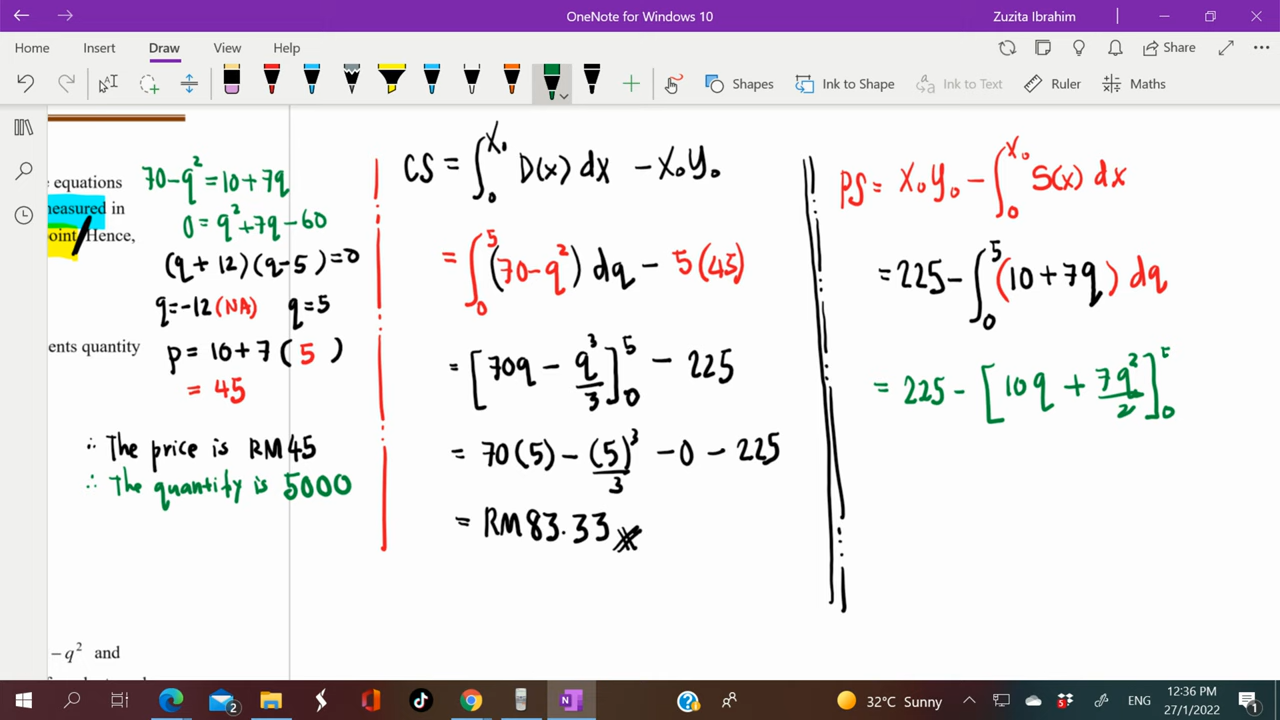 OneNote for Windows 10
Zuzita Ibrahim
Home Insert Draw View Help
Share
Shapes Ink to Shape Ink to Text Ruler Maths
e equations
neasured in
point. Hence,
ents quantity
− q² and
70 − q² = 10 + 7q
0 = q² + 7q − 60
(q + 12)(q − 5) = 0
q = −12 (NA) q = 5
p = 10 + 7(5)
= 45
∴ The price is RM45
∴ The quantity is 5000
CS = ∫₀^x₀ D(x) dx − x₀y₀
= ∫₀^5 (70 − q²) dq − 5(45)
= [70q − q³/3]₀^5 − 225
= 70(5) − (5)³/3 − 0 − 225
= RM83.33
PS = x₀y₀ − ∫₀^x₀ S(x) dx
= 225 − ∫₀^5 (10 + 7q) dq
= 225 − [10q + 7q²/2]₀^5
2
5
32°C Sunny
ENG
12:36 PM
27/1/2022
1